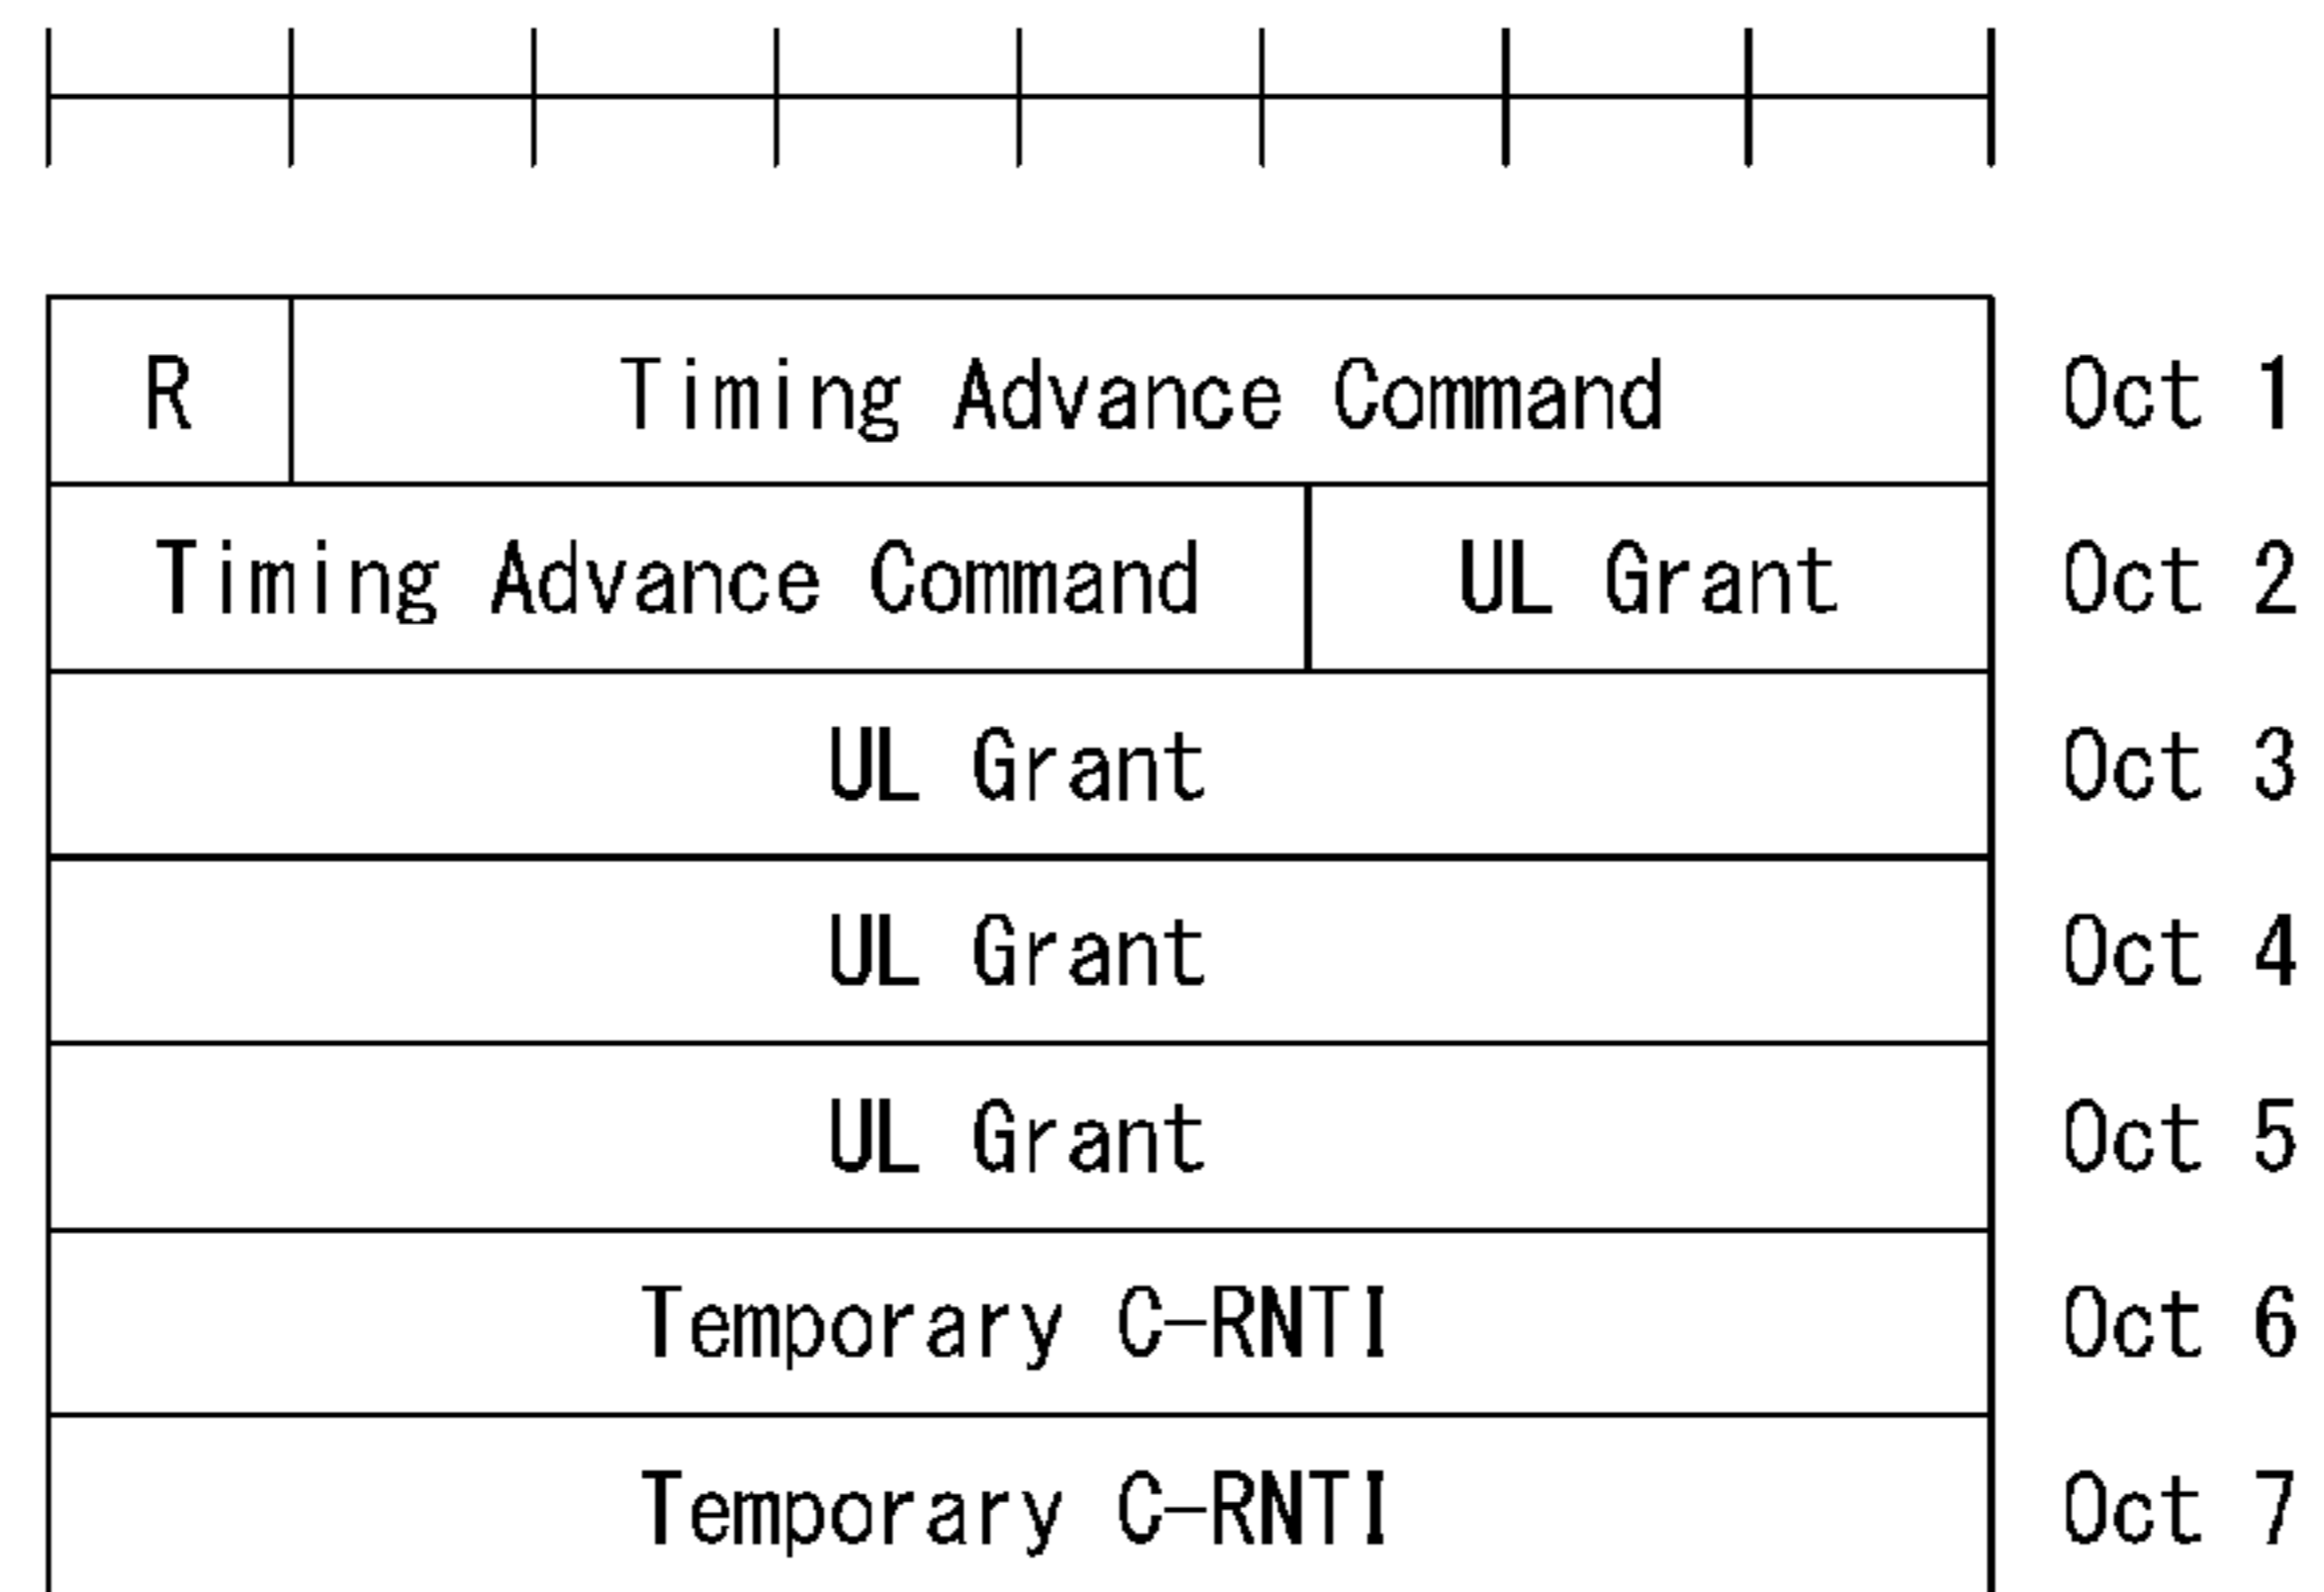 R Timing Advance Command Oct 1
Timing Advance Command UL Grant Oct 2
UL Grant Oct 3
UL Grant Oct 4
UL Grant Oct 5
Temporary C-RNTI Oct 6
Temporary C-RNTI Oct 7